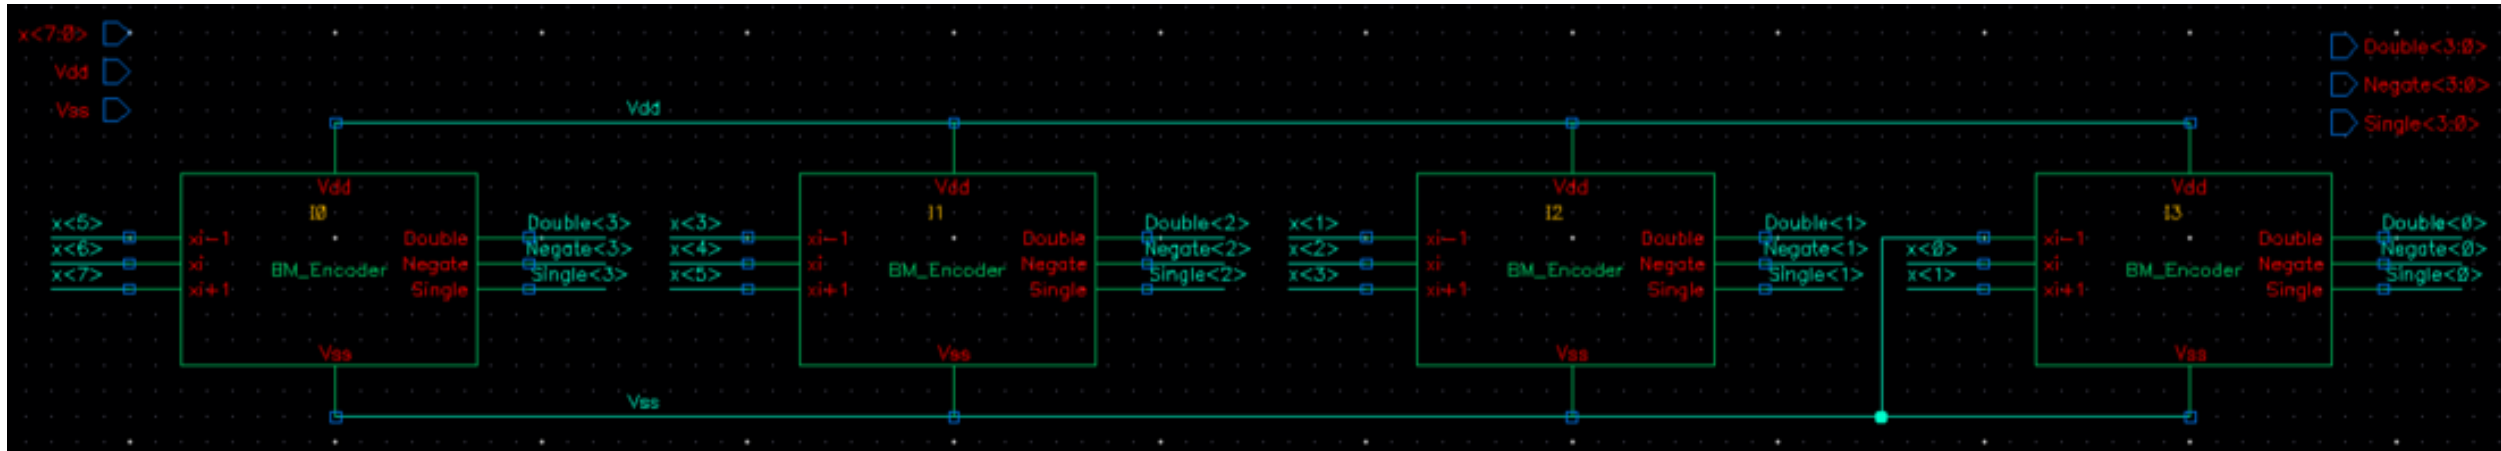 x<7:0>
Vdd
Vss
Double<3:0>
Negate<3:0>
Single<3:0>
Vdd
Vdd
I0
x<5>
x<6>
x<7>
xi-1
xi
xi+1
BM_Encoder
Double
Negate
Single
Vss
Double<3>
Negate<3>
Single<3>
Vdd
I1
x<3>
x<4>
x<5>
xi-1
xi
xi+1
BM_Encoder
Double
Negate
Single
Vss
Double<2>
Negate<2>
Single<2>
Vdd
I2
x<1>
x<2>
x<3>
xi-1
xi
xi+1
BM_Encoder
Double
Negate
Single
Vss
Double<1>
Negate<1>
Single<1>
Vdd
I3
x<0>
x<1>
xi-1
xi
xi+1
BM_Encoder
Double
Negate
Single
Vss
Double<0>
Negate<0>
Single<0>
Vss